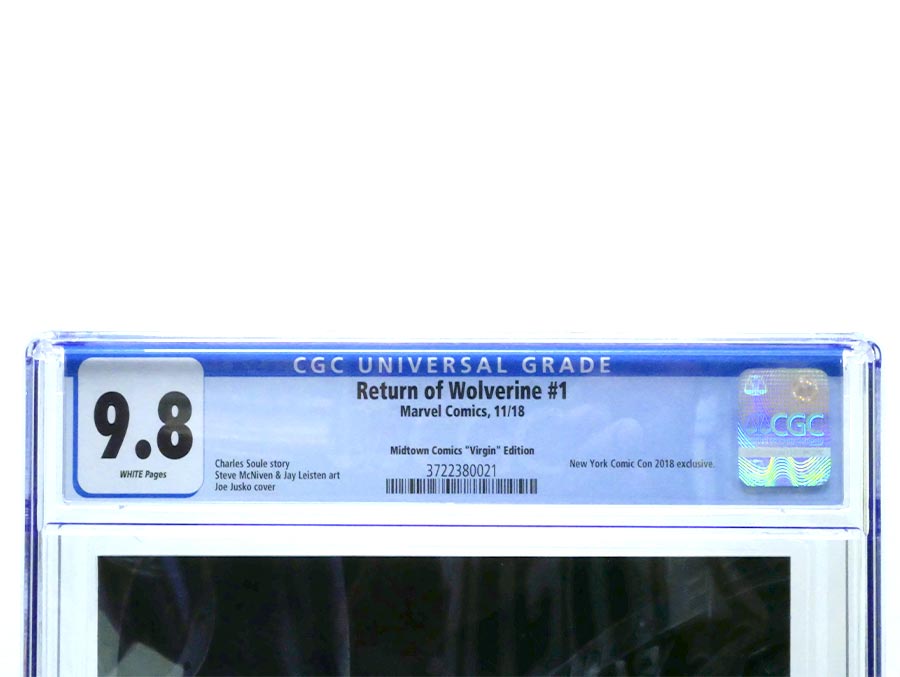 CGC UNIVERSAL GRADE
9.8
WHITE Pages
Return of Wolverine #1
Marvel Comics, 11/18
Midtown Comics "Virgin" Edition
3722380021
Charles Soule story
Steve McNiven & Jay Leisten art
Joe Jusko cover
New York Comic Con 2018 exclusive.
CGC